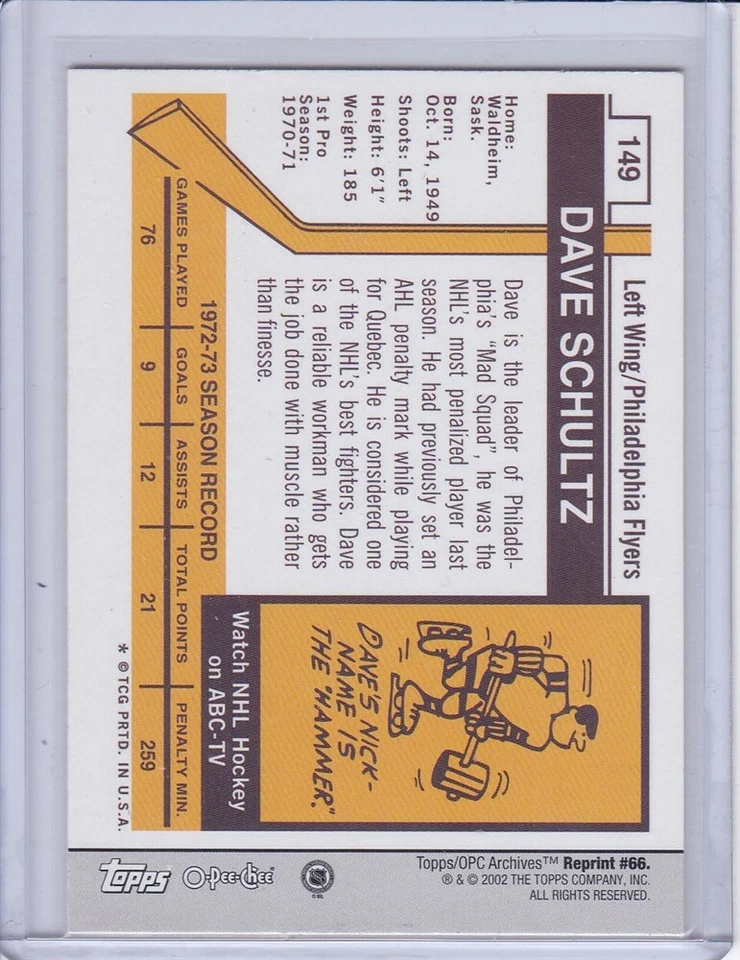 149
Left Wing/Philadelphia Flyers
DAVE SCHULTZ
Home:
Waldheim,
Sask.
Born:
Oct. 14, 1949
Shoots: Left
Height: 6'1"
Weight: 185
1st Pro
Season:
1970-71
Dave is the leader of Philadel-
phia's "Mad Squad", he was the
NHL's most penalized player last
season. He had previously set an
AHL penalty mark while playing
for Quebec. He is considered one
of the NHL's best fighters. Dave
is a reliable workman who gets
the job done with muscle rather
than finesse.
DAVE'S NICK-
NAME IS
THE "HAMMER."
Watch NHL Hockey
on ABC-TV
1972-73 SEASON RECORD
GAMES PLAYED GOALS ASSISTS TOTAL POINTS PENALTY MIN.
76 9 12 21 259
* © TCG PRTD. IN U.S.A.
Topps/OPC Archives™ Reprint #66.
® & © 2002 THE TOPPS COMPANY, INC.
ALL RIGHTS RESERVED.
O-Pee-Chee
Topps